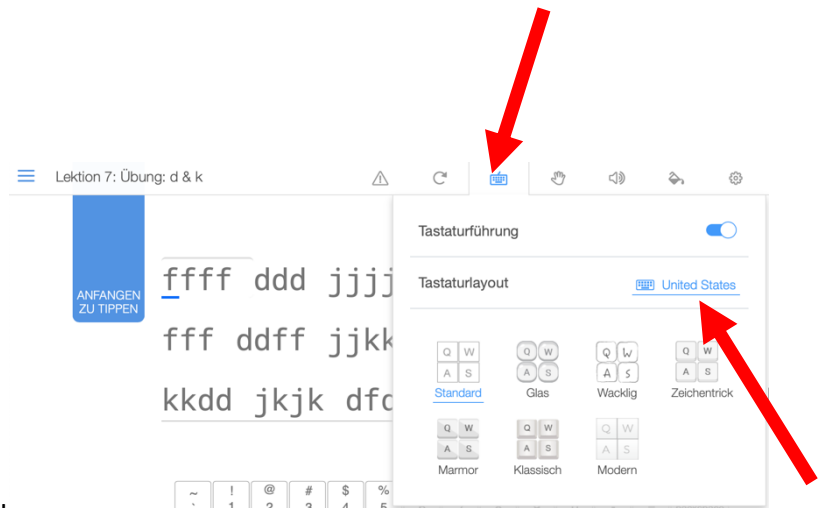 Lektion 7: Übung: d & k
Tastaturführung
Tastaturlayout United States
ANFANGEN
ZU TIPPEN
ffff ddd jjjj
fff ddff jjkk
kkdd jkjk dfd
Q W Q W Q W Q W
A S A S A S A S
Standard Glas Wacklig Zeichentrick
Q W Q W Q W
A S A S A S
Marmor Klassisch Modern
~ ! @ # $ %
` 1 2 3 4 5